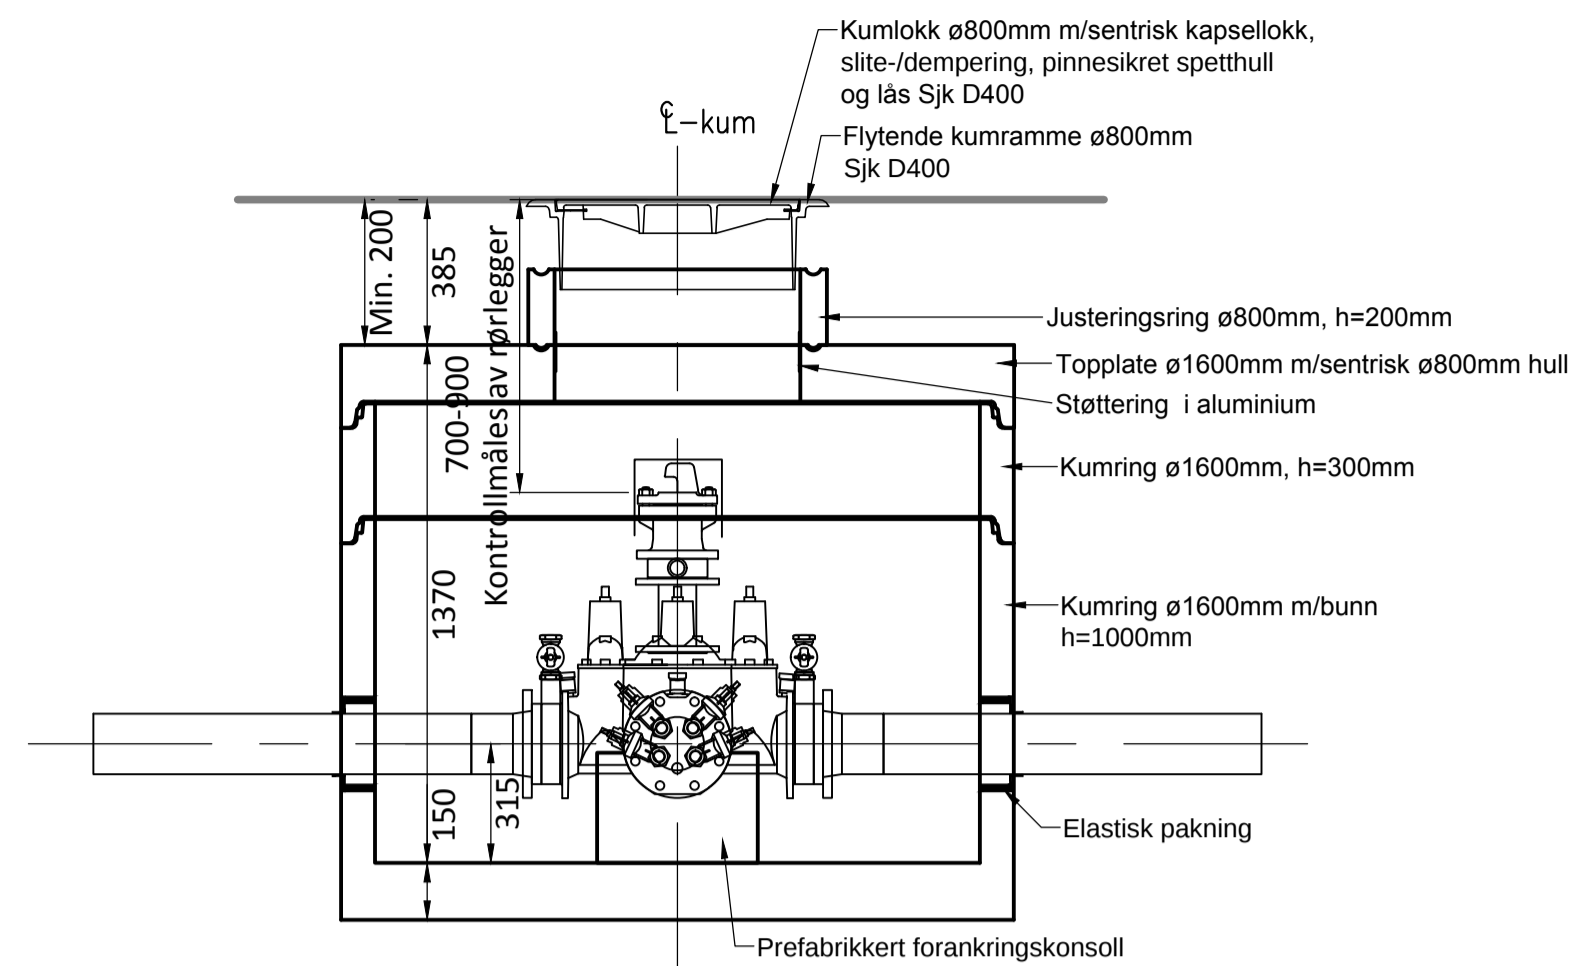 Kumlokk ø800mm m/sentrisk kapsellokk,
slite-/dempering, pinnesikret spetthull
og lås Sjk D400
℄-kum
Flytende kumramme ø800mm
Sjk D400
Min. 200
385
Kontrollmåles av rørlegger
700-900
Justeringsring ø800mm, h=200mm
Topplate ø1600mm m/sentrisk ø800mm hull
Støttering i aluminium
Kumring ø1600mm, h=300mm
1370
Kumring ø1600mm m/bunn
h=1000mm
150
315
Elastisk pakning
Prefabrikkert forankringskonsoll